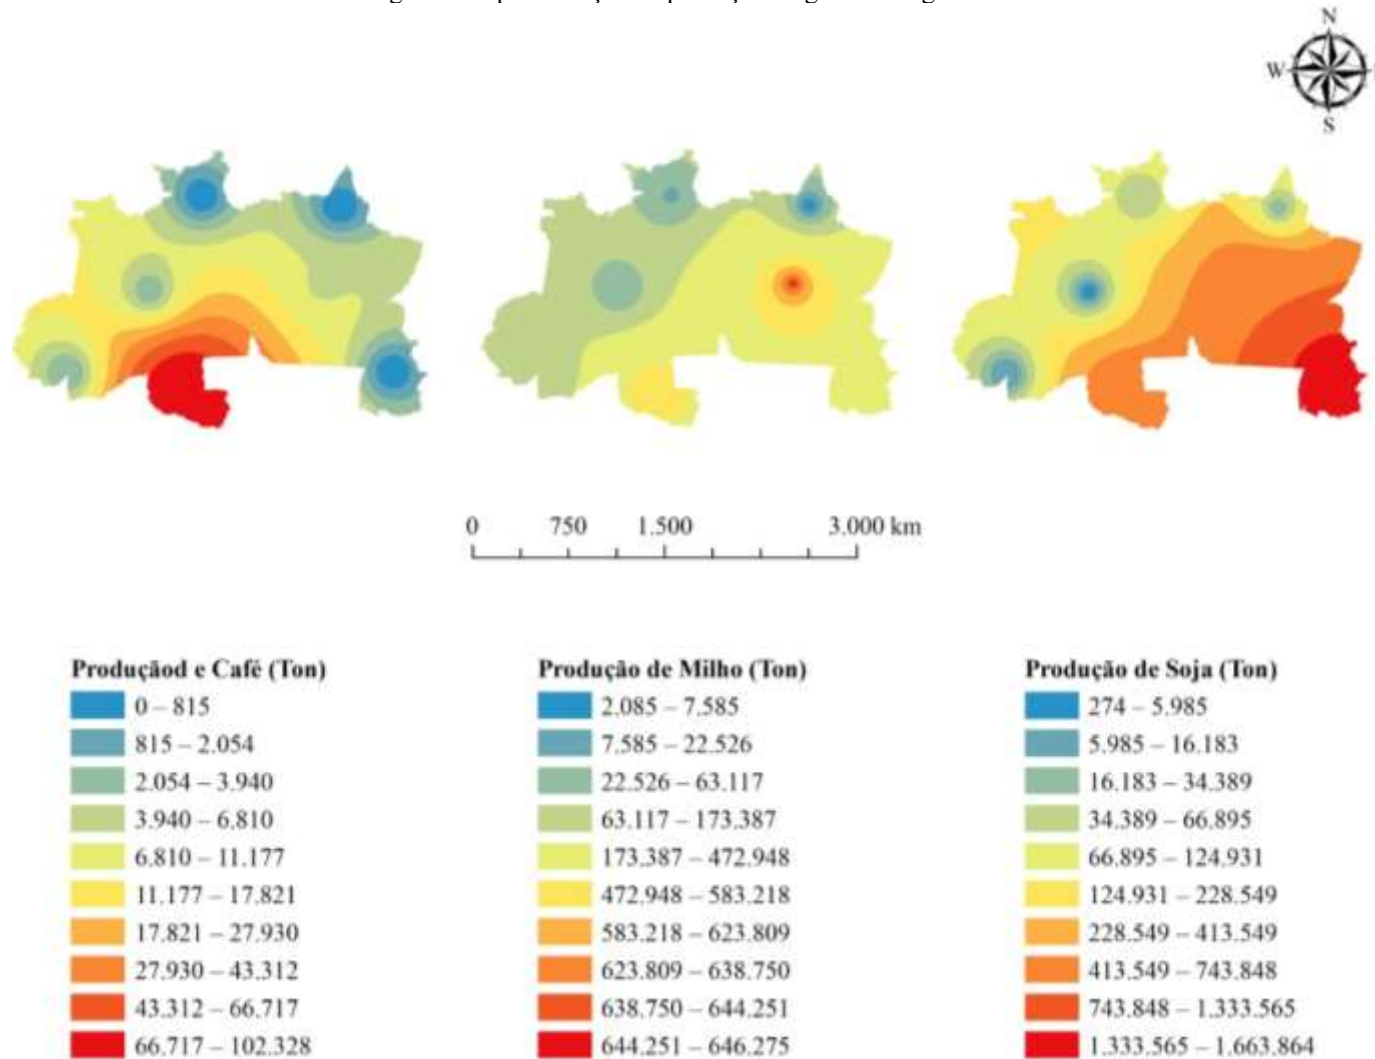 N
W
S
0 750 1.500 3.000 km
Produçãod e Café (Ton)
0 – 815
815 – 2.054
2.054 – 3.940
3.940 – 6.810
6.810 – 11.177
11.177 – 17.821
17.821 – 27.930
27.930 – 43.312
43.312 – 66.717
66.717 – 102.328
Produção de Milho (Ton)
2.085 – 7.585
7.585 – 22.526
22.526 – 63.117
63.117 – 173.387
173.387 – 472.948
472.948 – 583.218
583.218 – 623.809
623.809 – 638.750
638.750 – 644.251
644.251 – 646.275
Produção de Soja (Ton)
274 – 5.985
5.985 – 16.183
16.183 – 34.389
34.389 – 66.895
66.895 – 124.931
124.931 – 228.549
228.549 – 413.549
413.549 – 743.848
743.848 – 1.333.565
1.333.565 – 1.663.864